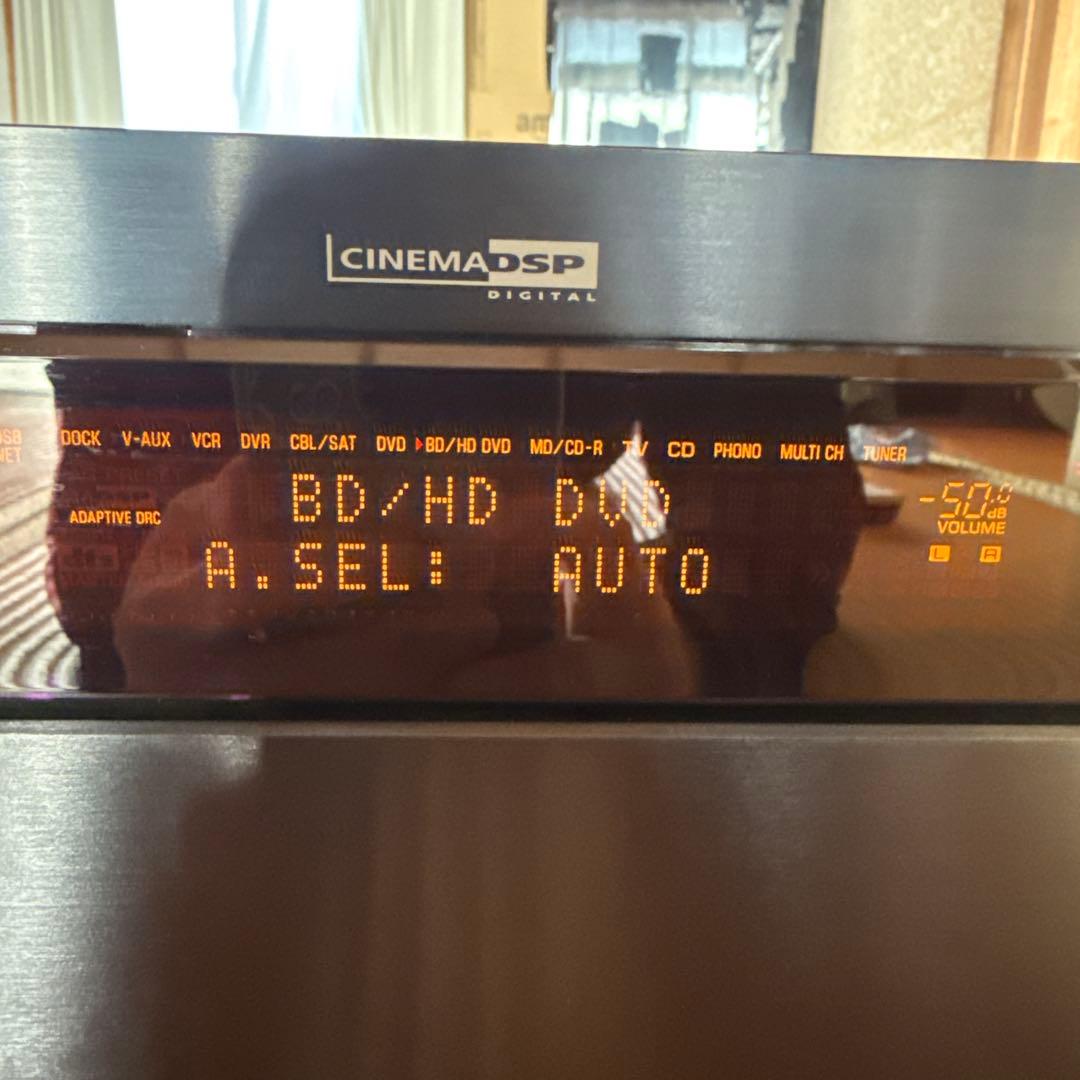 CINEMA DSP
DIGITAL
DOCK V-AUX VCR DVR CBL/SAT DVD BD/HD DVD MD/CD-R TV CD PHONO MULTI CH TUNER
NET
BD/HD DVD
ADAPTIVE DRC
-50.0
dB
VOLUME
A.SEL: AUTO
L R